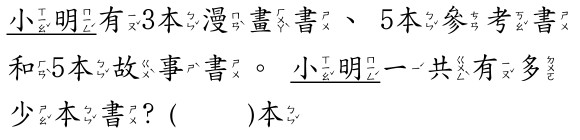 小明有3本漫畫書、 5本參考書
和5本故事書。 小明一共有多
少本書?(   )本